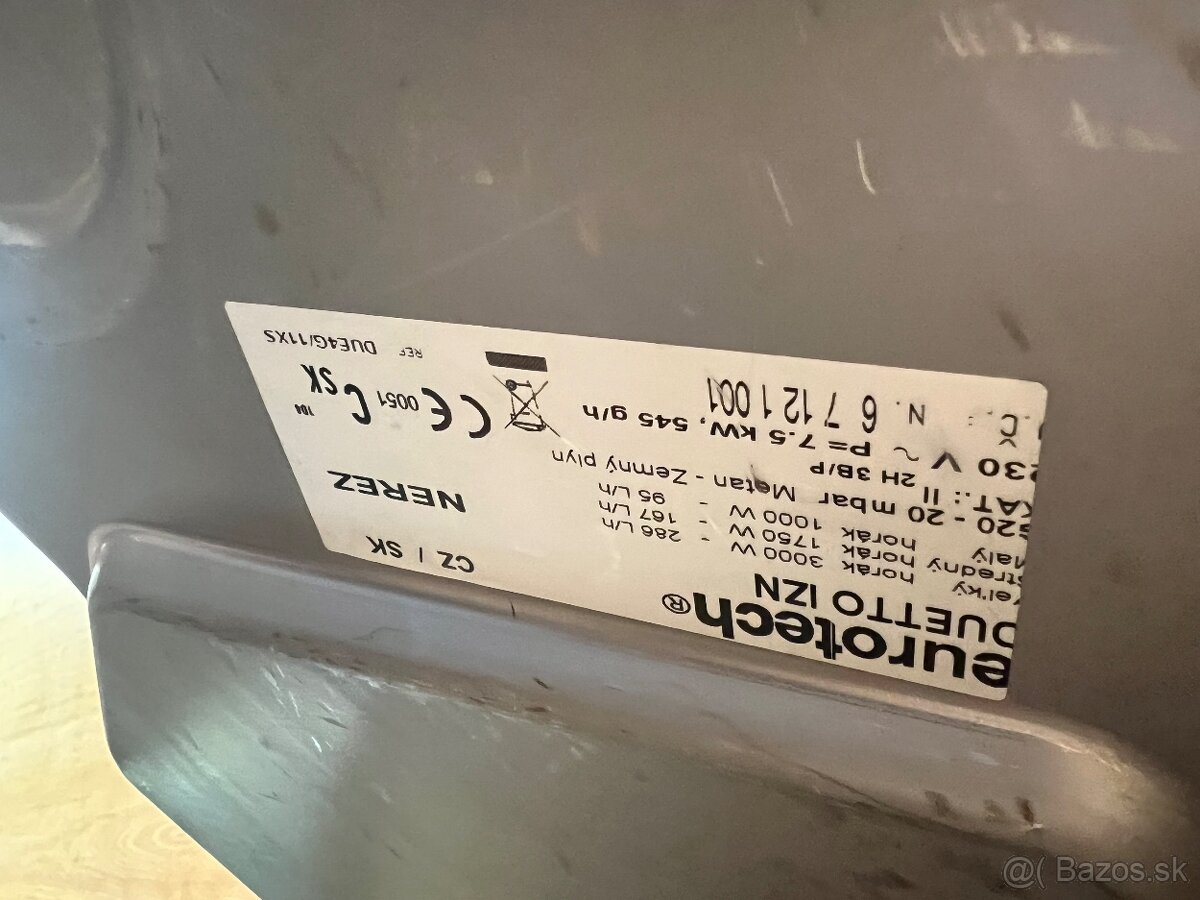 eurotech®
DUETTO IZN
CZ / SK
veľký horák 3000 W - 286 L/h
stredný horák 1750 W - 167 L/h
malý horák 1000 W - 95 L/h
NEREZ
G20 - 20 mbar Metan - Zemný plyn
KAT.: II 2H 3B/P
230 V ~ P= 7.5 kW, 545 g/h
CE 0051 C SK 104
.Č.: N. 6 7 12 1 001
REF DUE4G/11XS
@( Bazos.sk